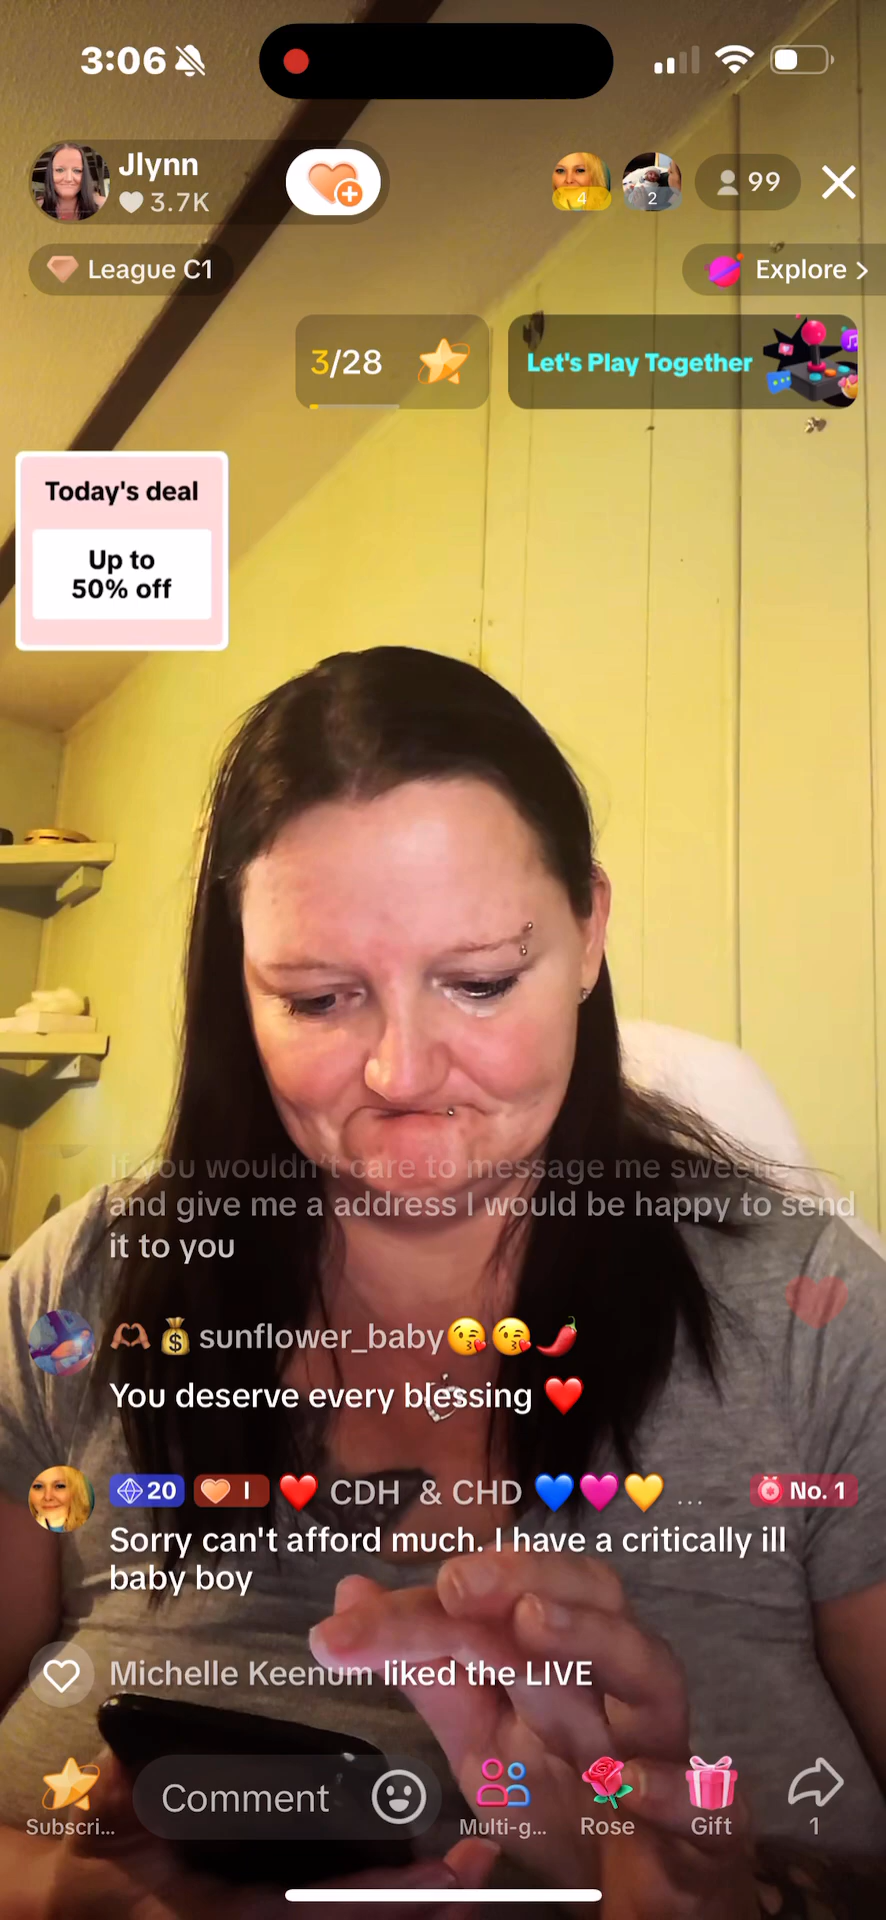 3:06
Jlynn
3.7K
4
2
99
League C1
Explore >
3/28
Let's Play Together
Today's deal
Up to
50% off
If you wouldn't care to message me sweetie
and give me a address I would be happy to send
it to you
sunflower_baby
You deserve every blessing
20 I CDH & CHD ... No. 1
Sorry can't afford much. I have a critically ill
baby boy
Michelle Keenum liked the LIVE
Comment
Subscri...
Multi-g...
Rose
Gift
1